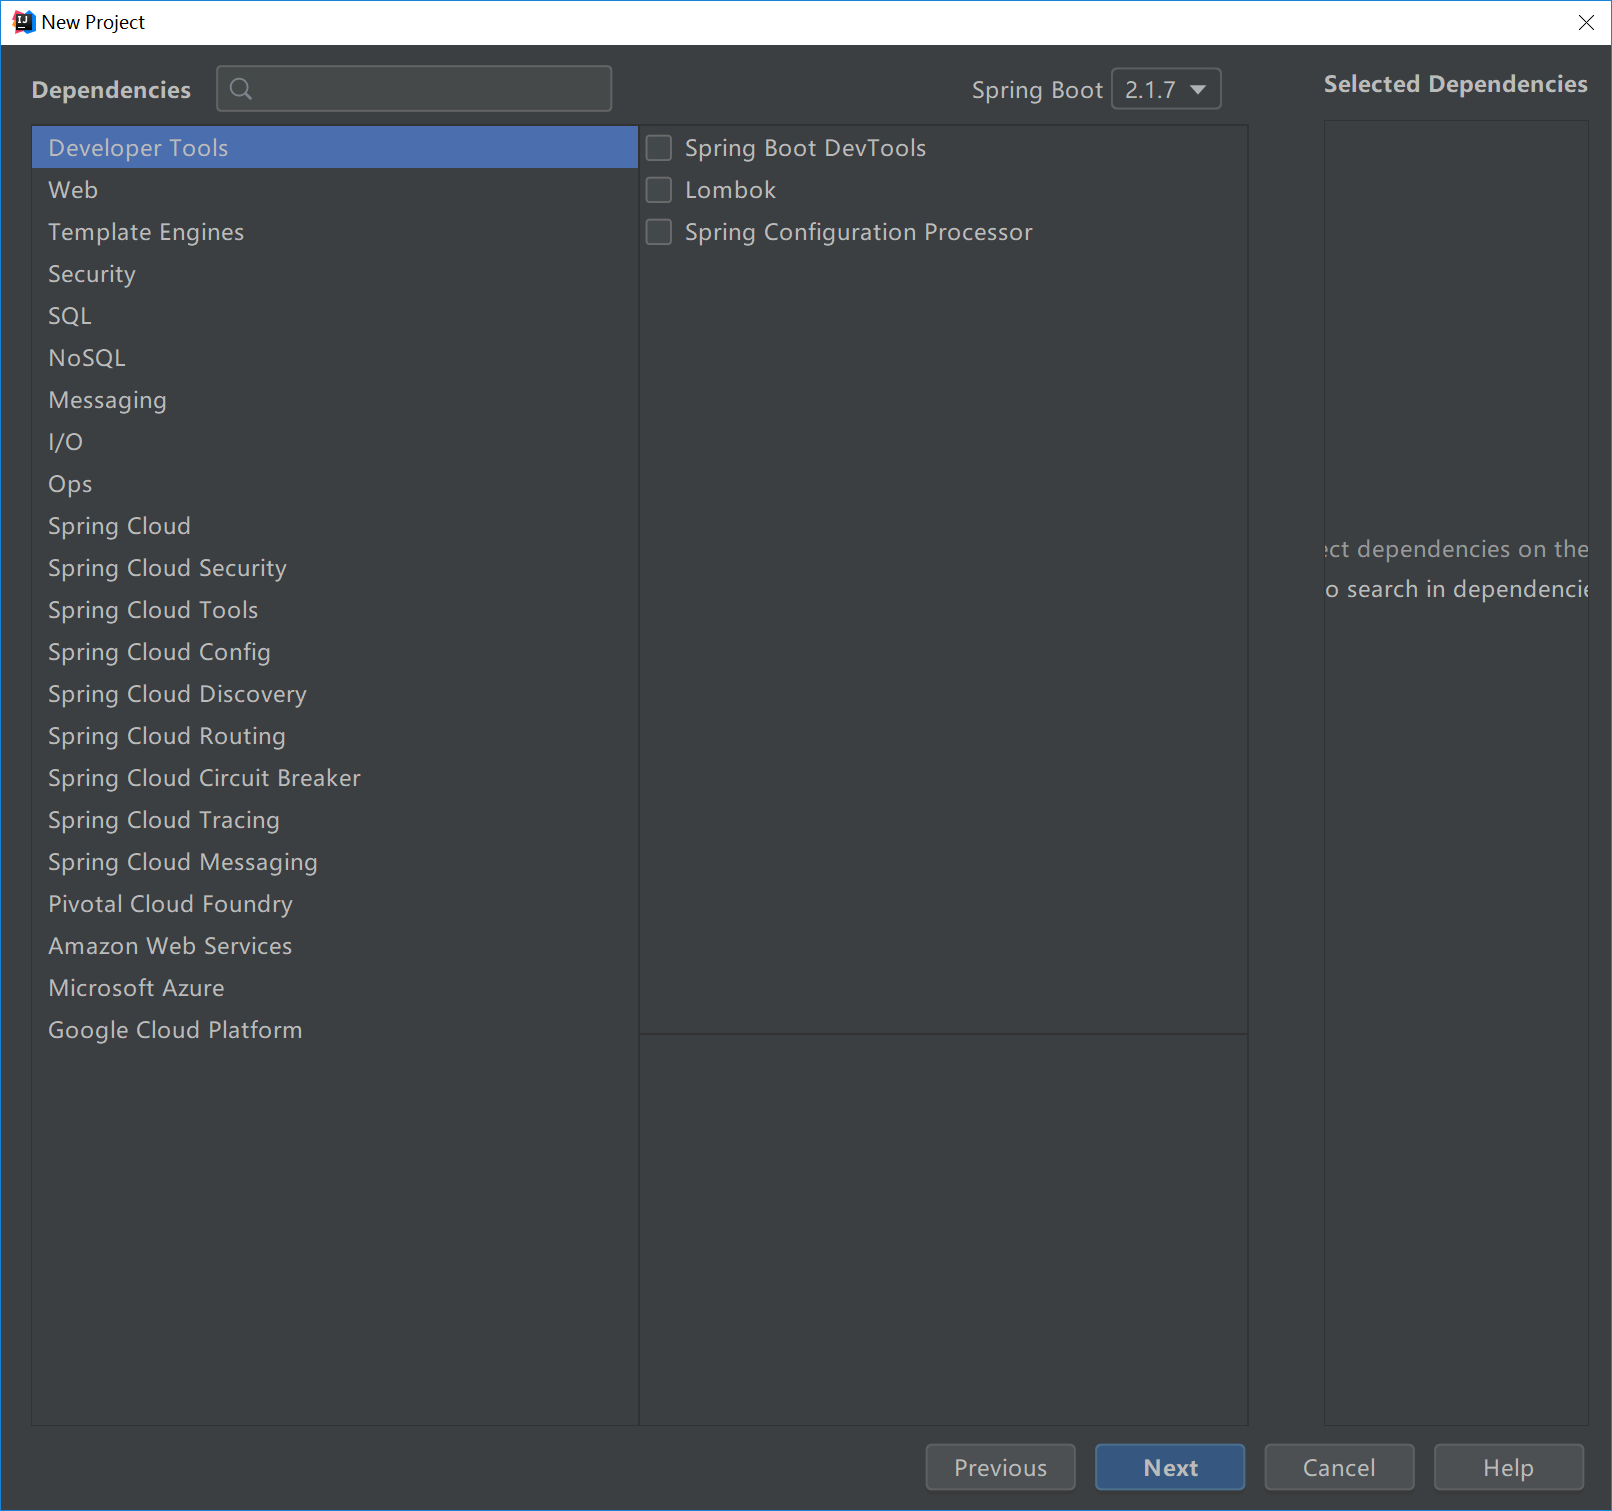 New Project
Dependencies
Spring Boot 2.1.7
Selected Dependencies
Developer Tools
Web
Template Engines
Security
SQL
NoSQL
Messaging
I/O
Ops
Spring Cloud
Spring Cloud Security
Spring Cloud Tools
Spring Cloud Config
Spring Cloud Discovery
Spring Cloud Routing
Spring Cloud Circuit Breaker
Spring Cloud Tracing
Spring Cloud Messaging
Pivotal Cloud Foundry
Amazon Web Services
Microsoft Azure
Google Cloud Platform
Spring Boot DevTools
Lombok
Spring Configuration Processor
dependencies on the
o search in
Previous
Next
Cancel
Help